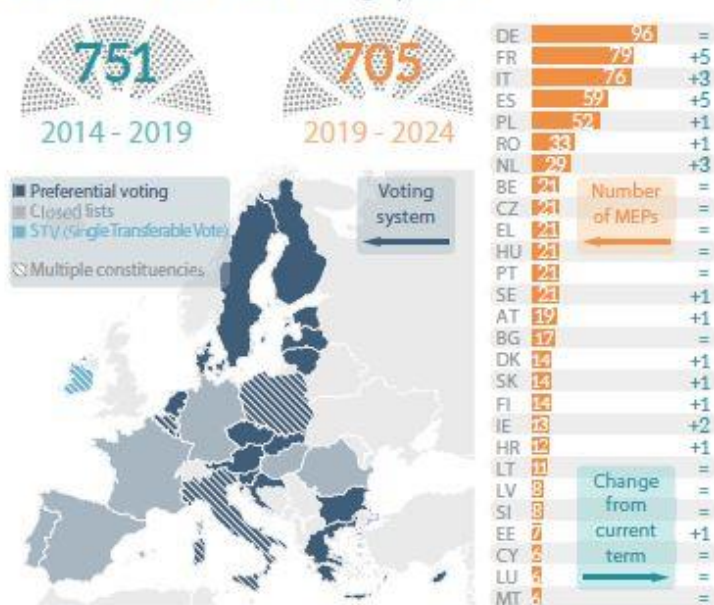 751
2014 - 2019
705
2019 - 2024
Preferential voting
Closed lists
STV (Single Transferable Vote)
Multiple constituencies
Voting
system
DE 96 =
FR 79 +5
IT 76 +3
ES 59 +5
PL 52 +1
RO 33 +1
NL 29 +3
BE 21 =
CZ 21 =
EL 21 =
HU 21 =
PT 21 =
SE 21 +1
AT 19 +1
BG 17 =
DK 14 +1
SK 14 +1
FI 14 +1
IE 13 +2
HR 12 +1
LT 11 =
LV 8 =
SI 8 =
EE 7 +1
CY 6 =
LU 6 =
MT 6 =
Number
of MEPs
Change
from
current
term